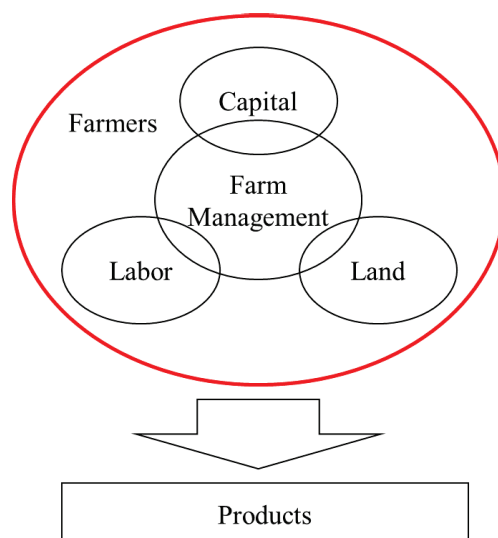 Capital
Farmers
Farm
Management
Labor
Land
Products